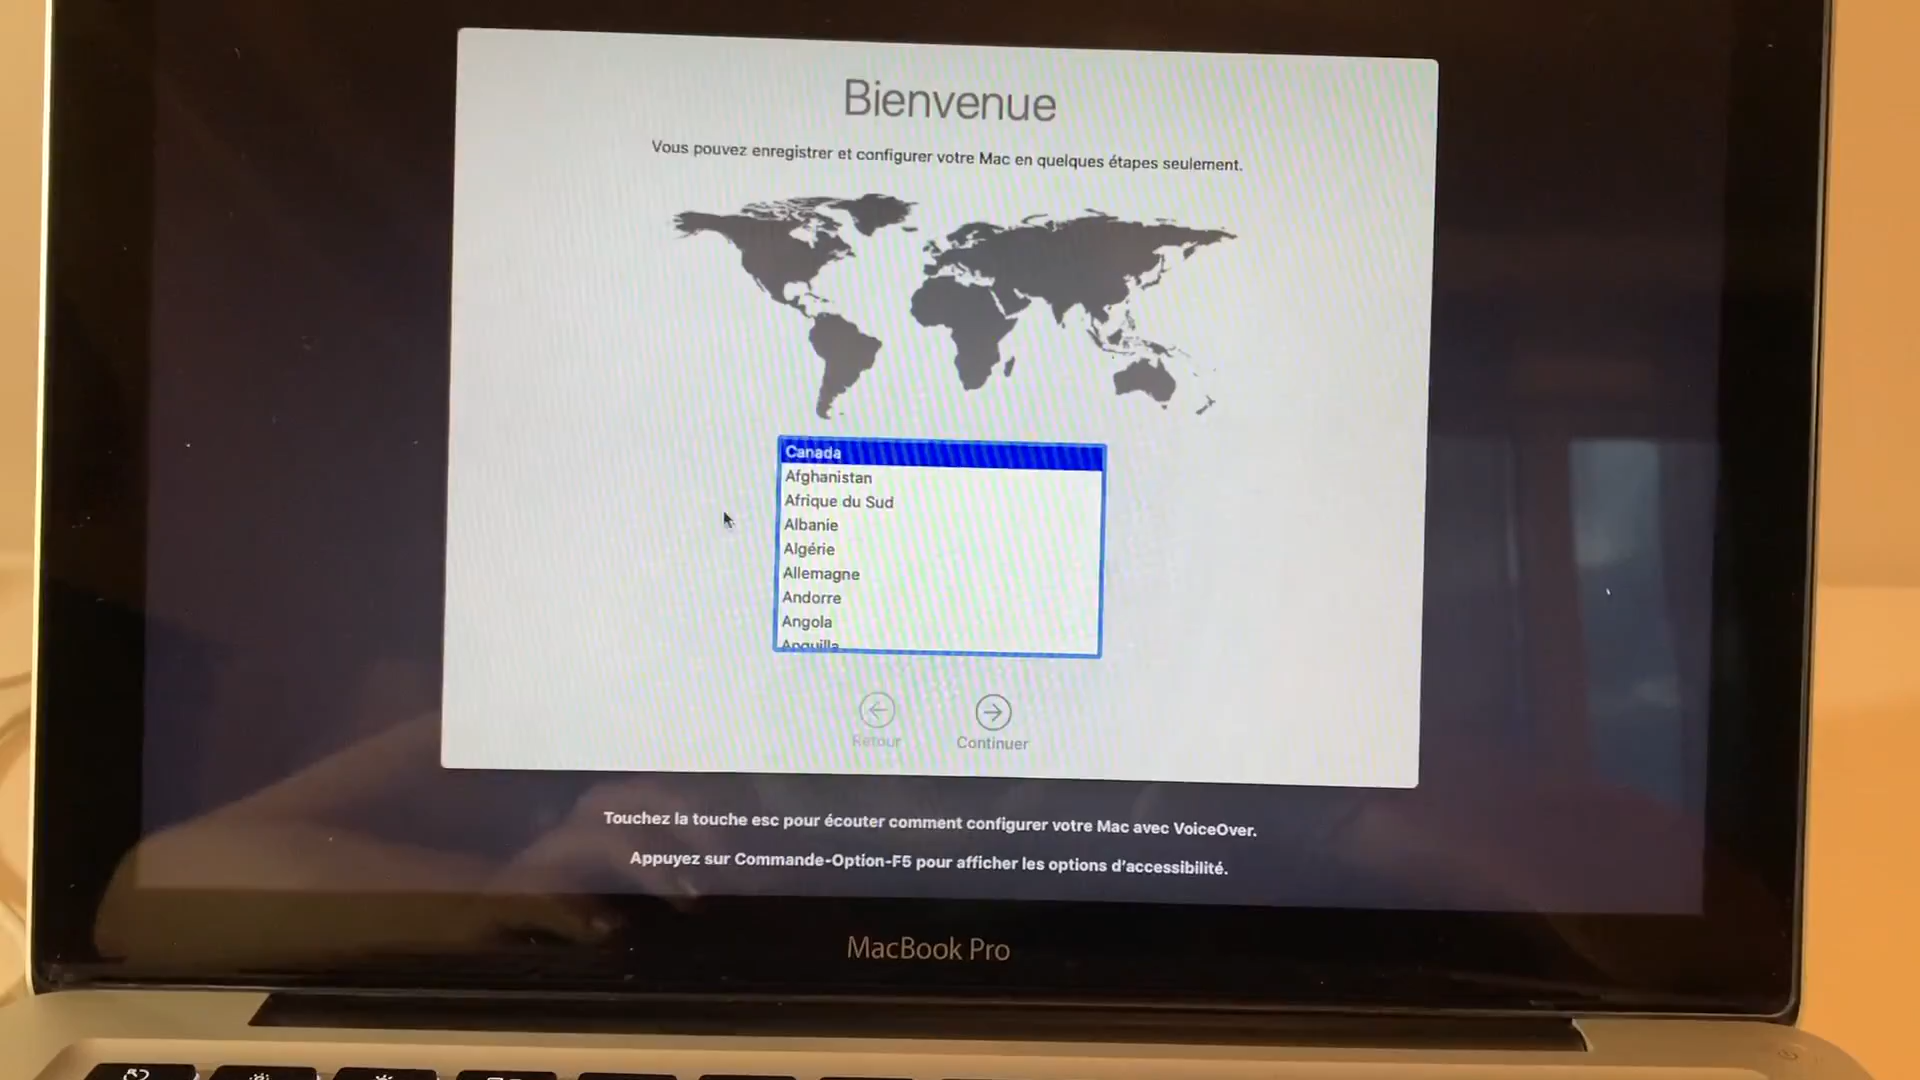 Bienvenue
Vous pouvez enregistrer et configurer votre Mac en quelques étapes seulement.
Canada
Afghanistan
Afrique du Sud
Albanie
Algérie
Allemagne
Andorre
Angola
Anguilla
Retour
Continuer
Touchez la touche esc pour écouter comment configurer votre Mac avec VoiceOver.
Appuyez sur Commande-Option-F5 pour afficher les options d'accessibilité.
MacBook Pro